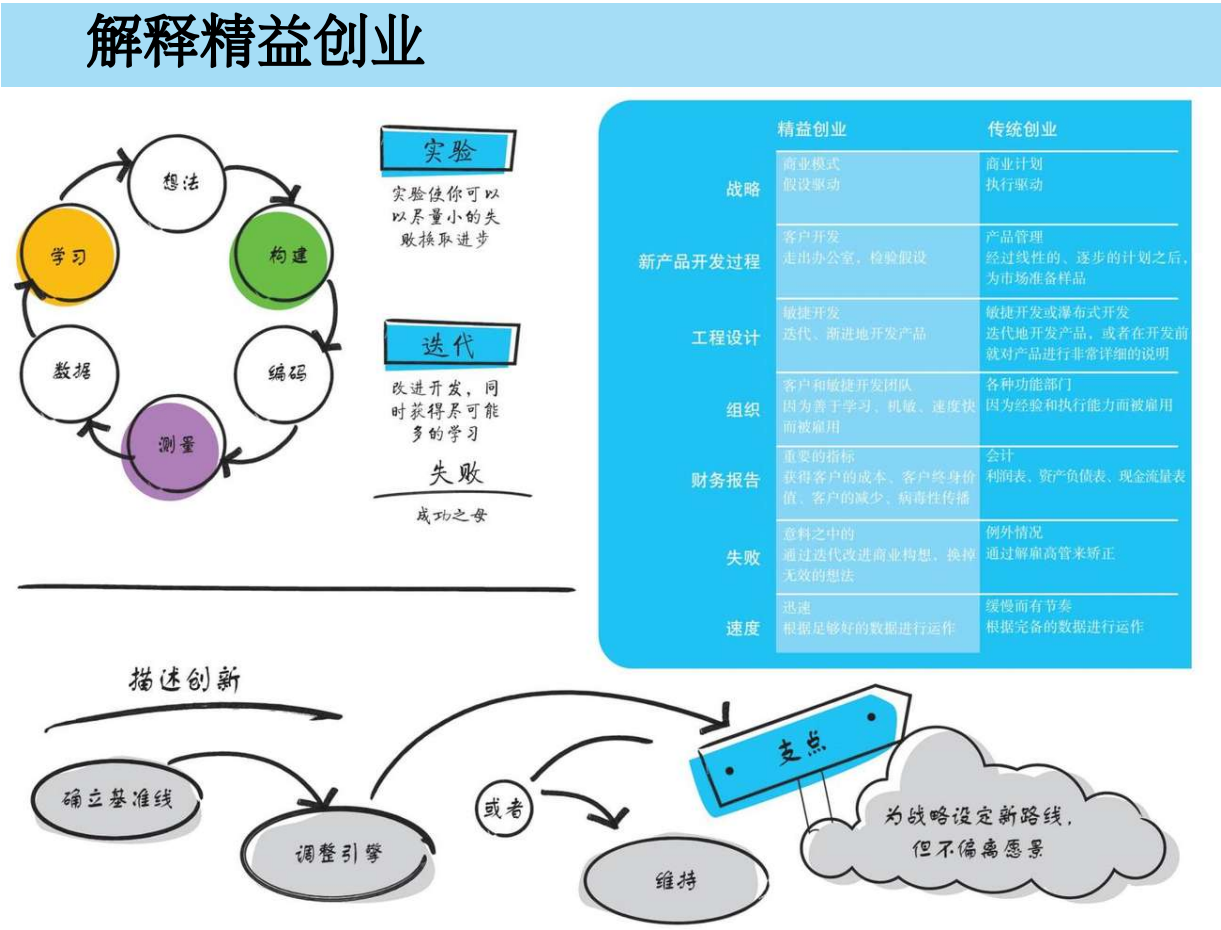 解释精益创业
想法
构建
编码
测量
数据
学习
实验
实验使你可以
以尽量小的失
败换取进步
迭代
改进开发，同
时获得尽可能
多的学习
失败
成功之母
精益创业
传统创业
战略
商业模式
假设驱动
商业计划
执行驱动
新产品开发过程
客户开发
走出办公室，检验假设
产品管理
经过线性的、逐步的计划之后，
为市场准备样品
工程设计
敏捷开发
迭代、渐进地开发产品
敏捷开发或瀑布式开发
迭代地开发产品，或者在开发前
就对产品进行非常详细的说明
组织
客户和敏捷开发团队
因为善于学习、机敏、速度快
而被雇用
各种功能部门
因为经验和执行能力而被雇用
财务报告
重要的指标
获得客户的成本、客户终身价
值、客户的减少、病毒性传播
会计
利润表、资产负债表、现金流量表
失败
意料之中的
通过迭代改进商业构想，换掉
无效的想法
例外情况
通过解雇高管来矫正
速度
迅速
根据足够好的数据进行运作
缓慢而有节奏
根据完备的数据进行运作
描述创新
确立基准线
调整引擎
或者
维持
支点
为战略设定新路线，
但不偏离愿景